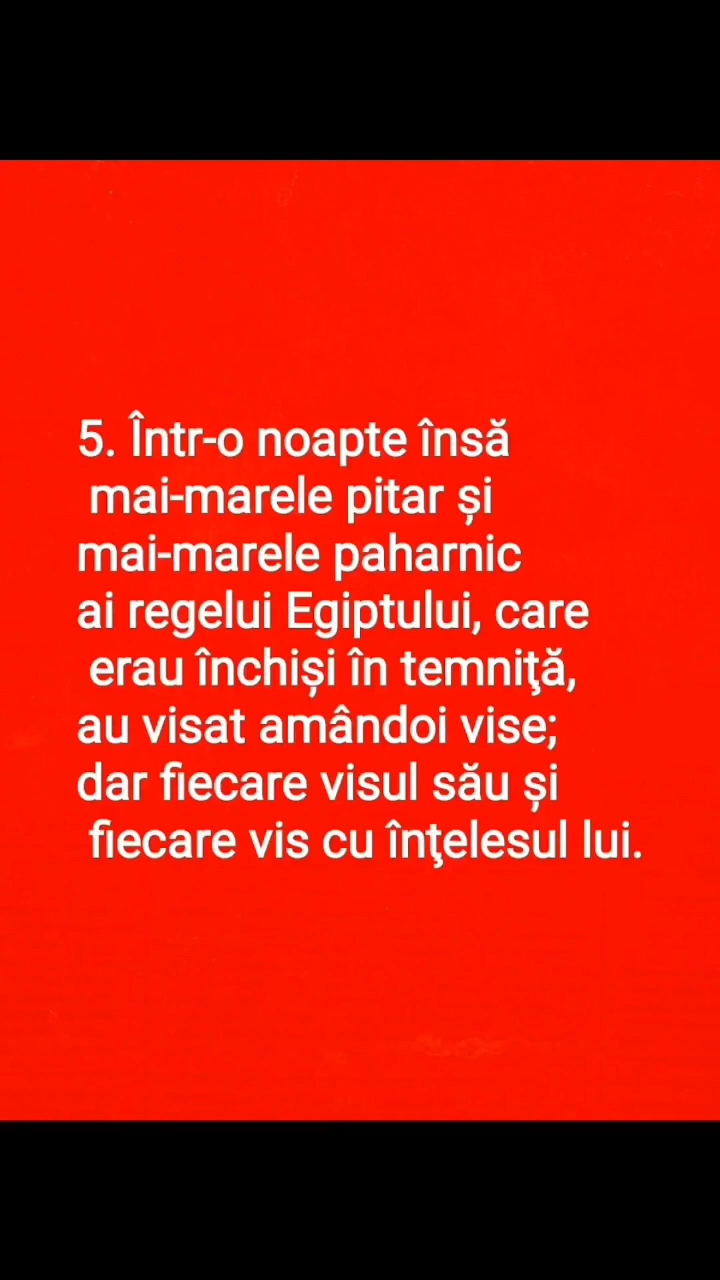 5. Într-o noapte însă
mai-marele pitar și
mai-marele paharnic
ai regelui Egiptului, care
erau închiși în temniţă,
au visat amândoi vise;
dar fiecare visul său și
fiecare vis cu înţelesul lui.